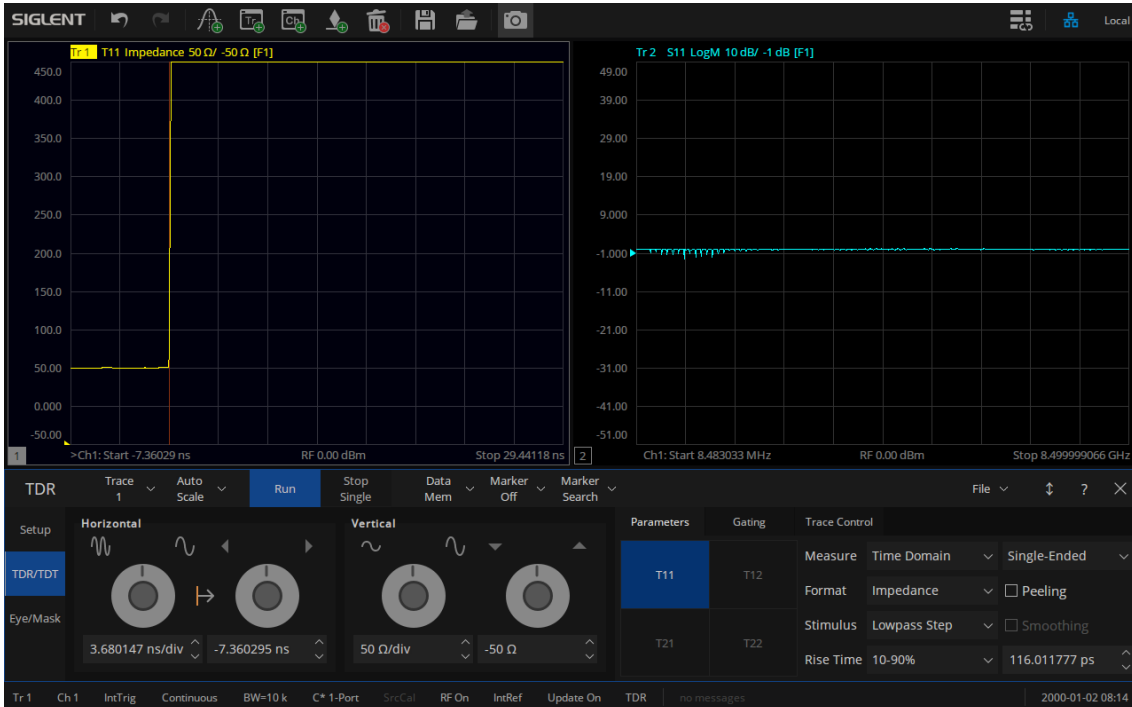 SIGLENT Tr Ch Local
Tr 1 T11 Impedance 50 Ω/ -50 Ω [F1]
450.0
400.0
350.0
300.0
250.0
200.0
150.0
100.0
50.00
0.000
-50.00
1 >Ch1: Start -7.36029 ns RF 0.00 dBm Stop 29.44118 ns
Tr 2 S11 LogM 10 dB/ -1 dB [F1]
49.00
39.00
29.00
19.00
9.000
-1.000
-11.00
-21.00
-31.00
-41.00
-51.00
2 Ch1: Start 8.483033 MHz RF 0.00 dBm Stop 8.499999066 GHz
TDR Trace 1 Auto Scale Run Stop Single Data Mem Marker Off Marker Search File ? 
Setup
TDR/TDT
Eye/Mask
Horizontal
3.680147 ns/div -7.360295 ns
Vertical
50 Ω/div -50 Ω
Parameters Gating Trace Control
T11 T12
T21 T22
Measure Time Domain Single-Ended
Format Impedance Peeling
Stimulus Lowpass Step Smoothing
Rise Time 10-90% 116.011777 ps
Tr 1 Ch 1 IntTrig Continuous BW=10 k C* 1-Port SrcCal RF On IntRef Update On TDR no messages 2000-01-02 08:14